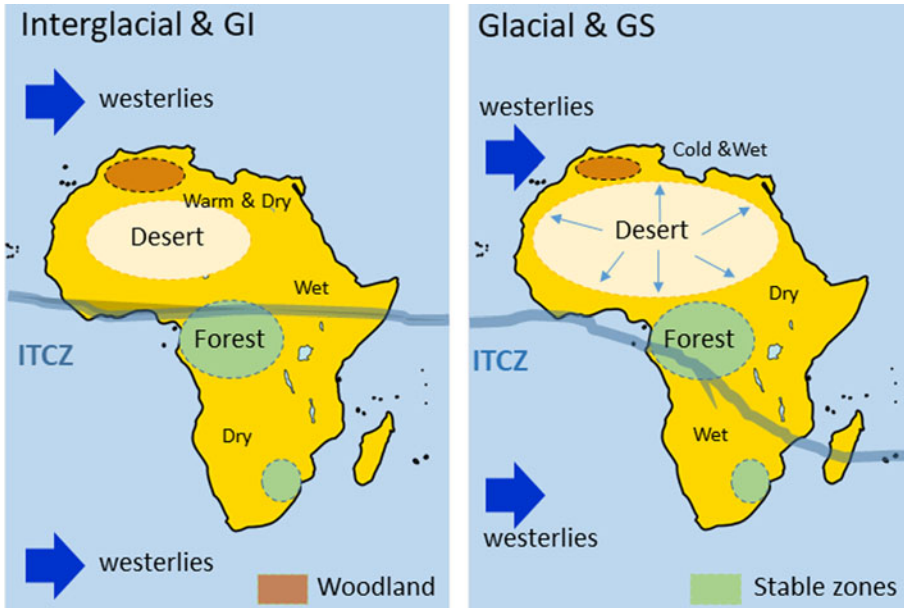 Interglacial & GI
westerlies
Warm & Dry
Desert
Wet
ITCZ
Forest
Dry
westerlies
Woodland
Glacial & GS
westerlies
Cold &Wet
Desert
Dry
ITCZ
Forest
Wet
westerlies
Stable zones